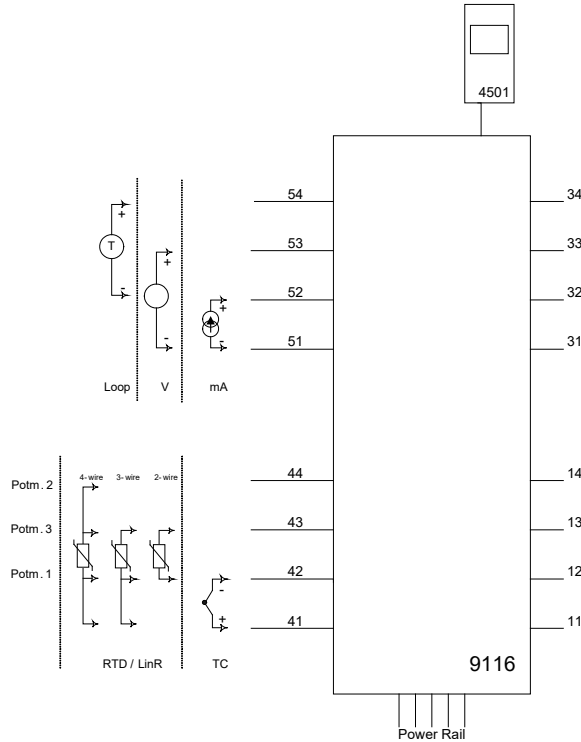 4501
54 34
+
T
53 33
+
- 52 32
+
51 31
- -
Loop V mA
4-wire 3-wire 2-wire
Potm. 2 44 14
Potm. 3 43 13
Potm. 1 42 12
-
+
41 11
RTD / LinR TC 9116
Power Rail